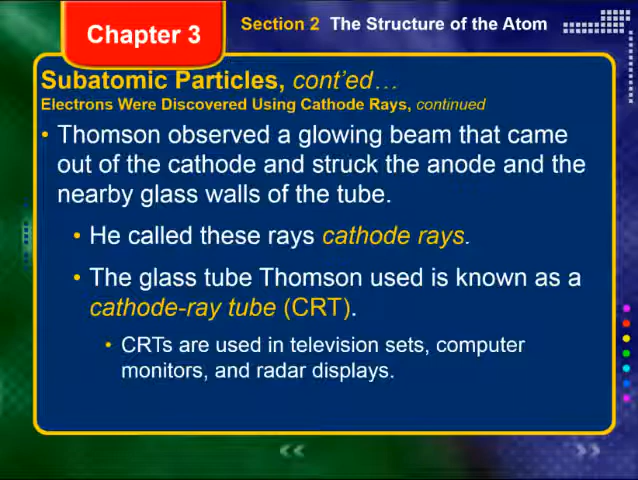 Chapter 3
Section 2 The Structure of the Atom
Subatomic Particles, cont'ed…
Electrons Were Discovered Using Cathode Rays, continued
• Thomson observed a glowing beam that came
out of the cathode and struck the anode and the
nearby glass walls of the tube.
• He called these rays cathode rays.
• The glass tube Thomson used is known as a
cathode-ray tube (CRT).
• CRTs are used in television sets, computer
monitors, and radar displays.